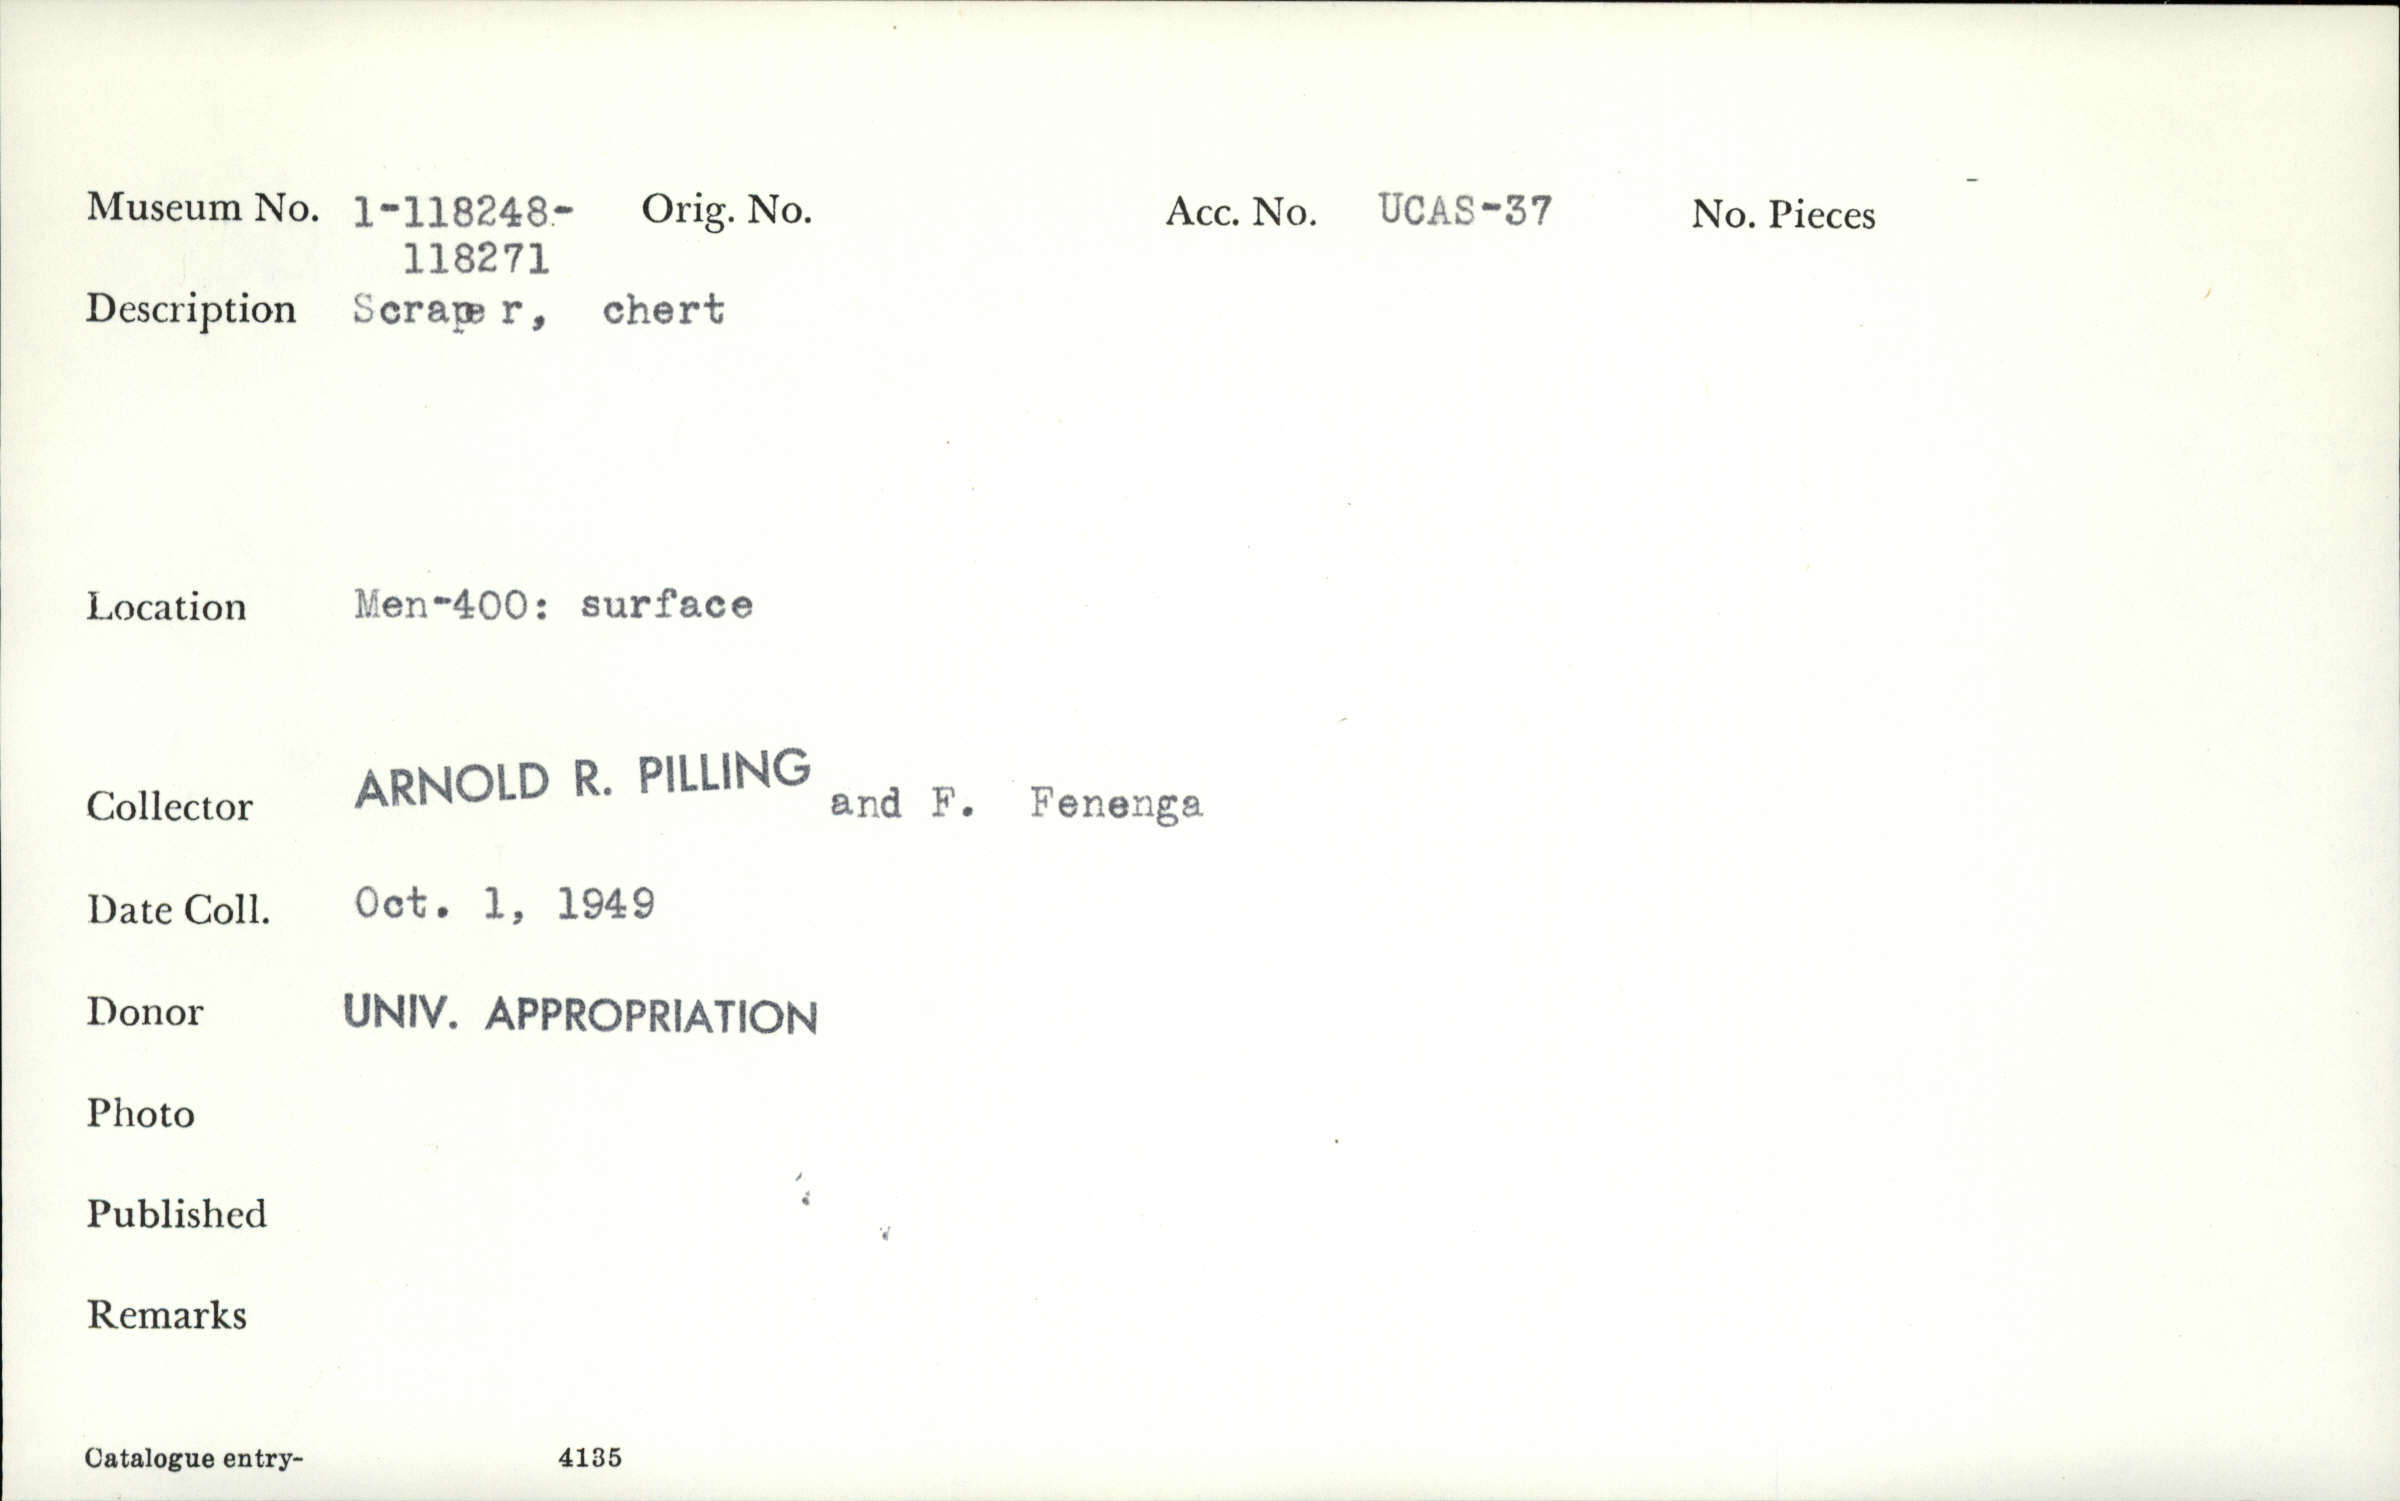 Museum No. 1-118248- Orig. No. Acc. No. UCAS-37 No. Pieces
118271
Description Scraper, chert
Location Men-400: surface
Collector ARNOLD R. PILLING and F. Fenenga
Date Coll. Oct. 1, 1949
Donor UNIV. APPROPRIATION
Photo
Published
Remarks
Catalogue entry- 4135